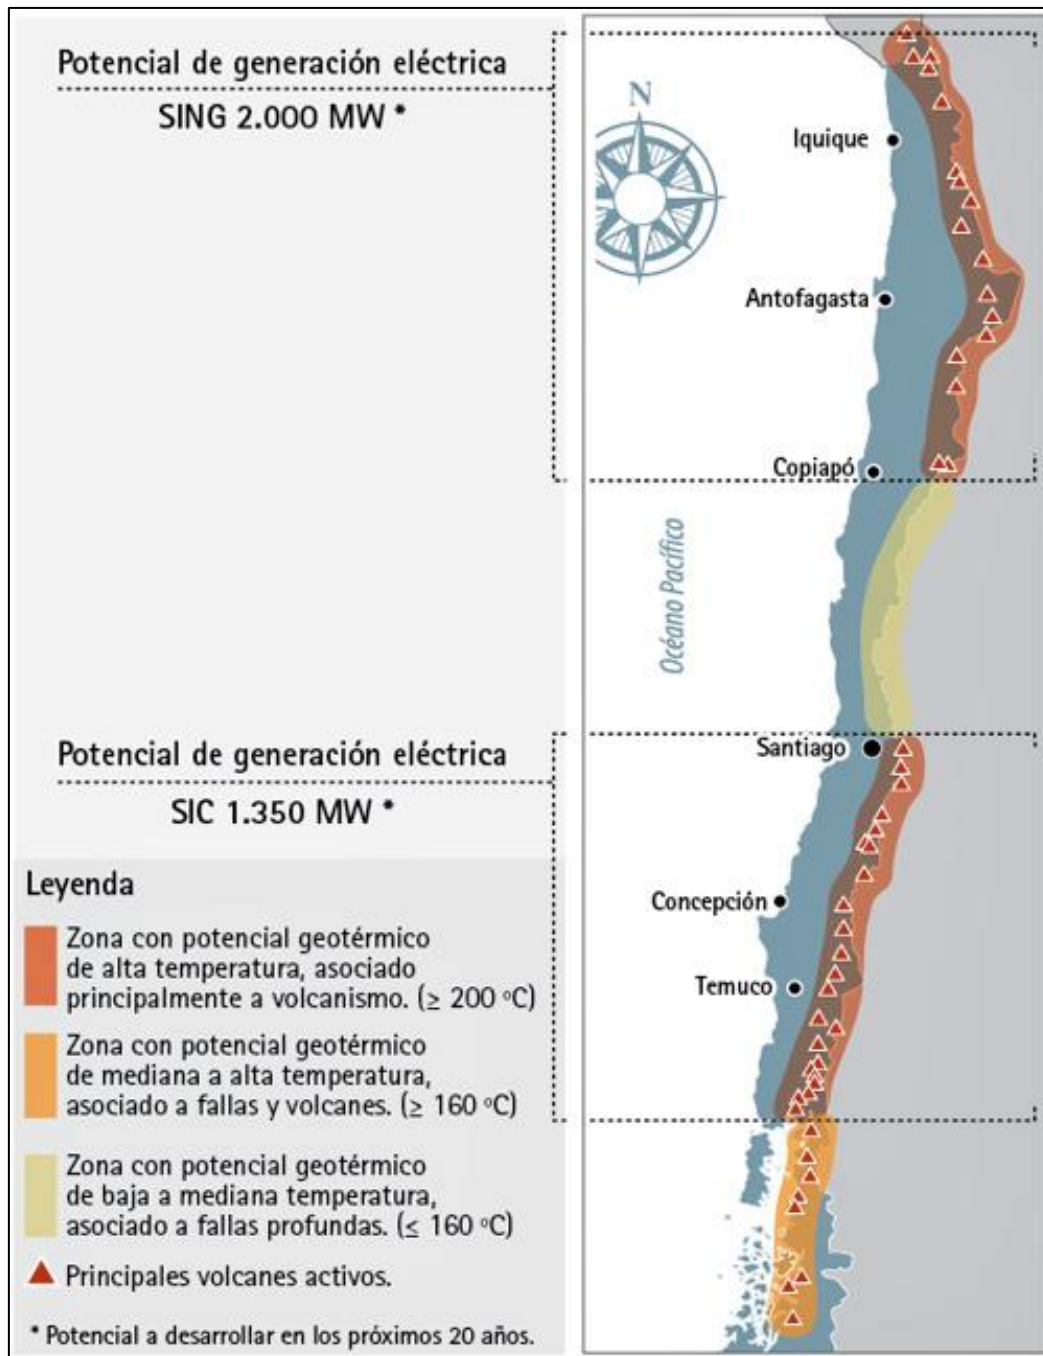 Potencial de generación eléctrica
SING 2.000 MW *
N
Iquique
Antofagasta
Copiapó
Océano Pacífico
Potencial de generación eléctrica
SIC 1.350 MW *
Santiago
Concepción
Temuco
Leyenda
Zona con potencial geotérmico
de alta temperatura, asociado
principalmente a volcanismo. (≥ 200 ºC)
Zona con potencial geotérmico
de mediana a alta temperatura,
asociado a fallas y volcanes. (≥ 160 ºC)
Zona con potencial geotérmico
de baja a mediana temperatura,
asociado a fallas profundas. (≤ 160 ºC)
Principales volcanes activos.
* Potencial a desarrollar en los próximos 20 años.